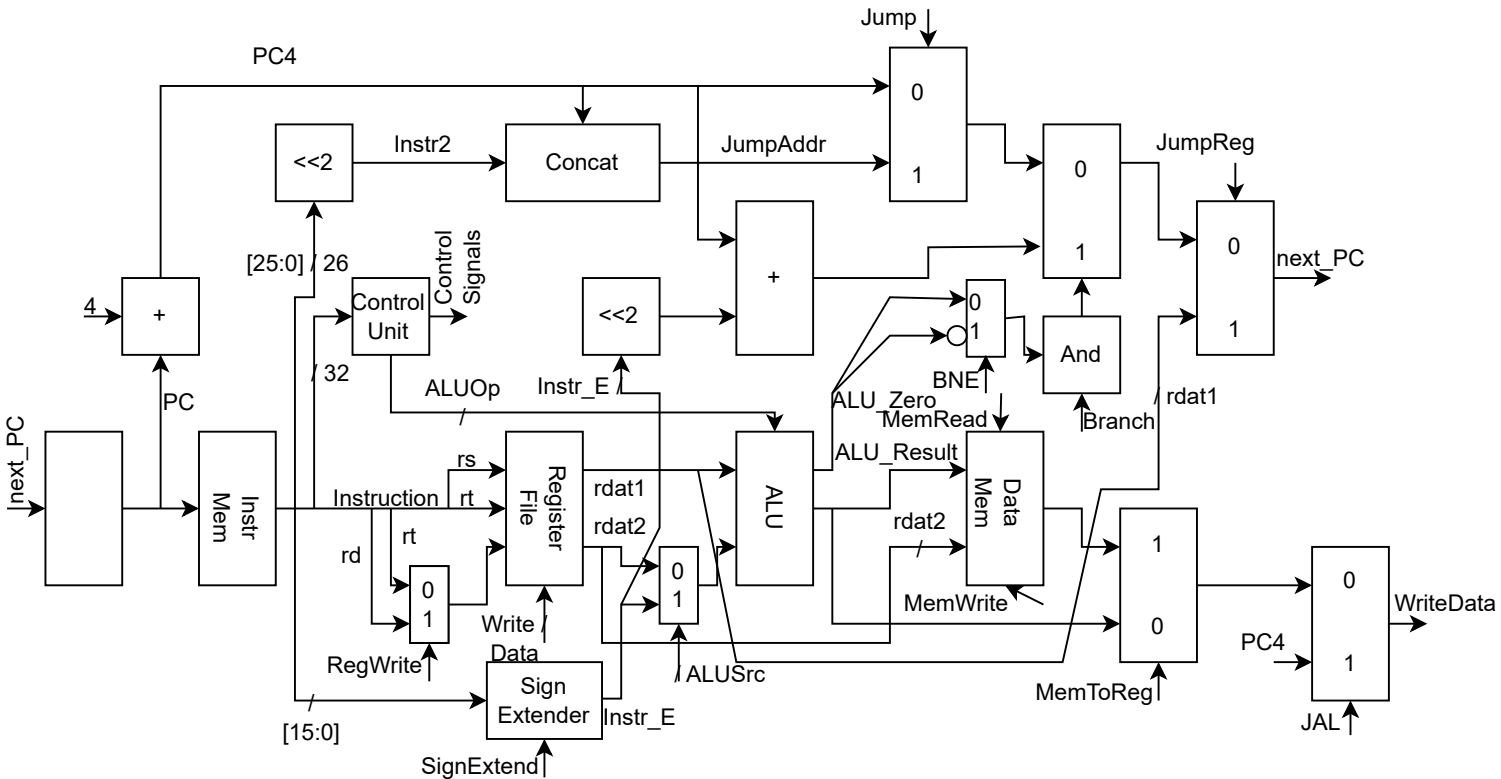 Jump
PC4
0
1
<<2
Instr2
Concat
JumpAddr
0
1
JumpReg
0
1
next_PC
[25:0]
26
Control
Signals
4
+
Control
Unit
<<2
+
0
1
And
BNE
Branch
32
PC
ALUOp
Instr_E
ALU_Zero
MemRead
rdat1
next_PC
Instr
Mem
Instruction
rs
rt
rt
rd
Register
File
rdat1
rdat2
ALU
ALU_Result
rdat2
Data
Mem
MemWrite
0
1
RegWrite
Write
Data
0
1
ALUSrc
1
0
MemToReg
0
1
PC4
WriteData
JAL
Sign
Extender
Instr_E
[15:0]
SignExtend